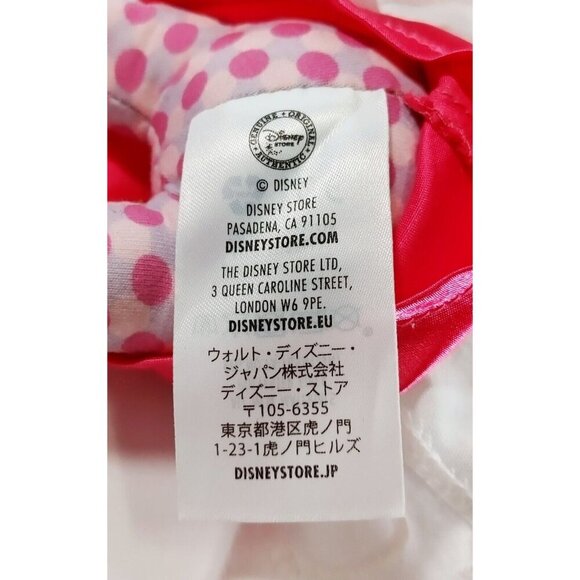 GENUINE • ORIGINAL • AUTHENTIC
Disney
STORE
© DISNEY
DISNEY STORE
PASADENA, CA 91105
DISNEYSTORE.COM
THE DISNEY STORE LTD,
3 QUEEN CAROLINE STREET,
LONDON W6 9PE.
DISNEYSTORE.EU
ウォルト・ディズニー・
ジャパン株式会社
ディズニー・ストア
〒105-6355
東京都港区虎ノ門
1-23-1虎ノ門ヒルズ
DISNEYSTORE.JP